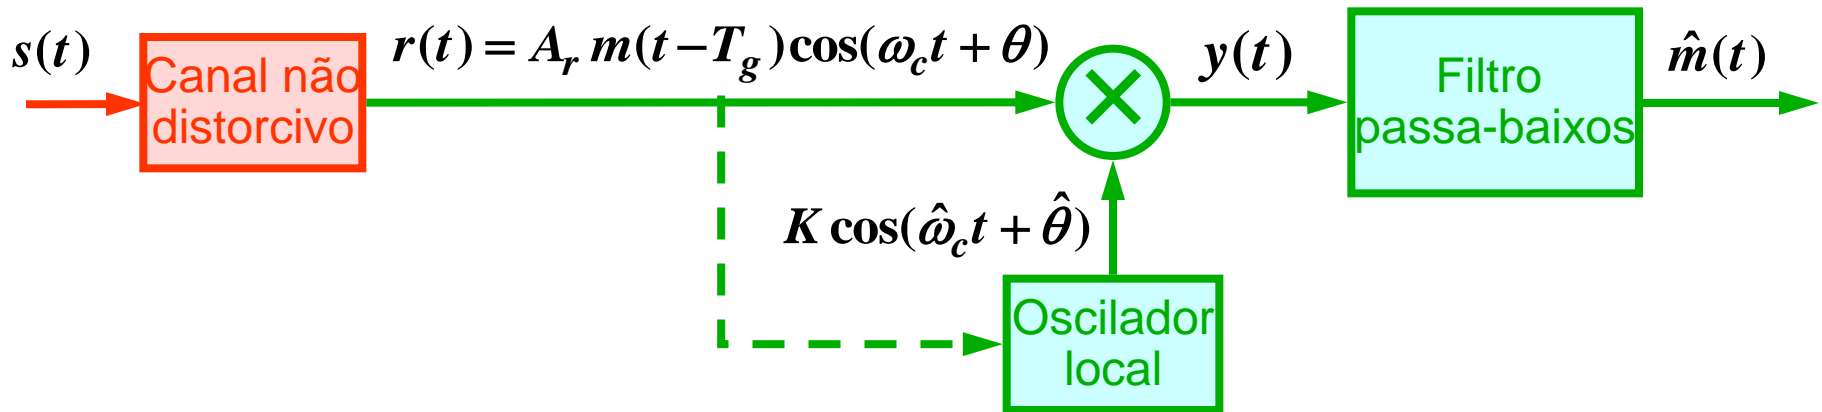 s(t)
Canal não
distorcivo
r(t) = A_r m(t−T_g)cos(ω_c t + θ)
×
y(t)
Filtro
passa-baixos
m̂(t)
K cos(ω̂_c t + θ̂)
Oscilador
local